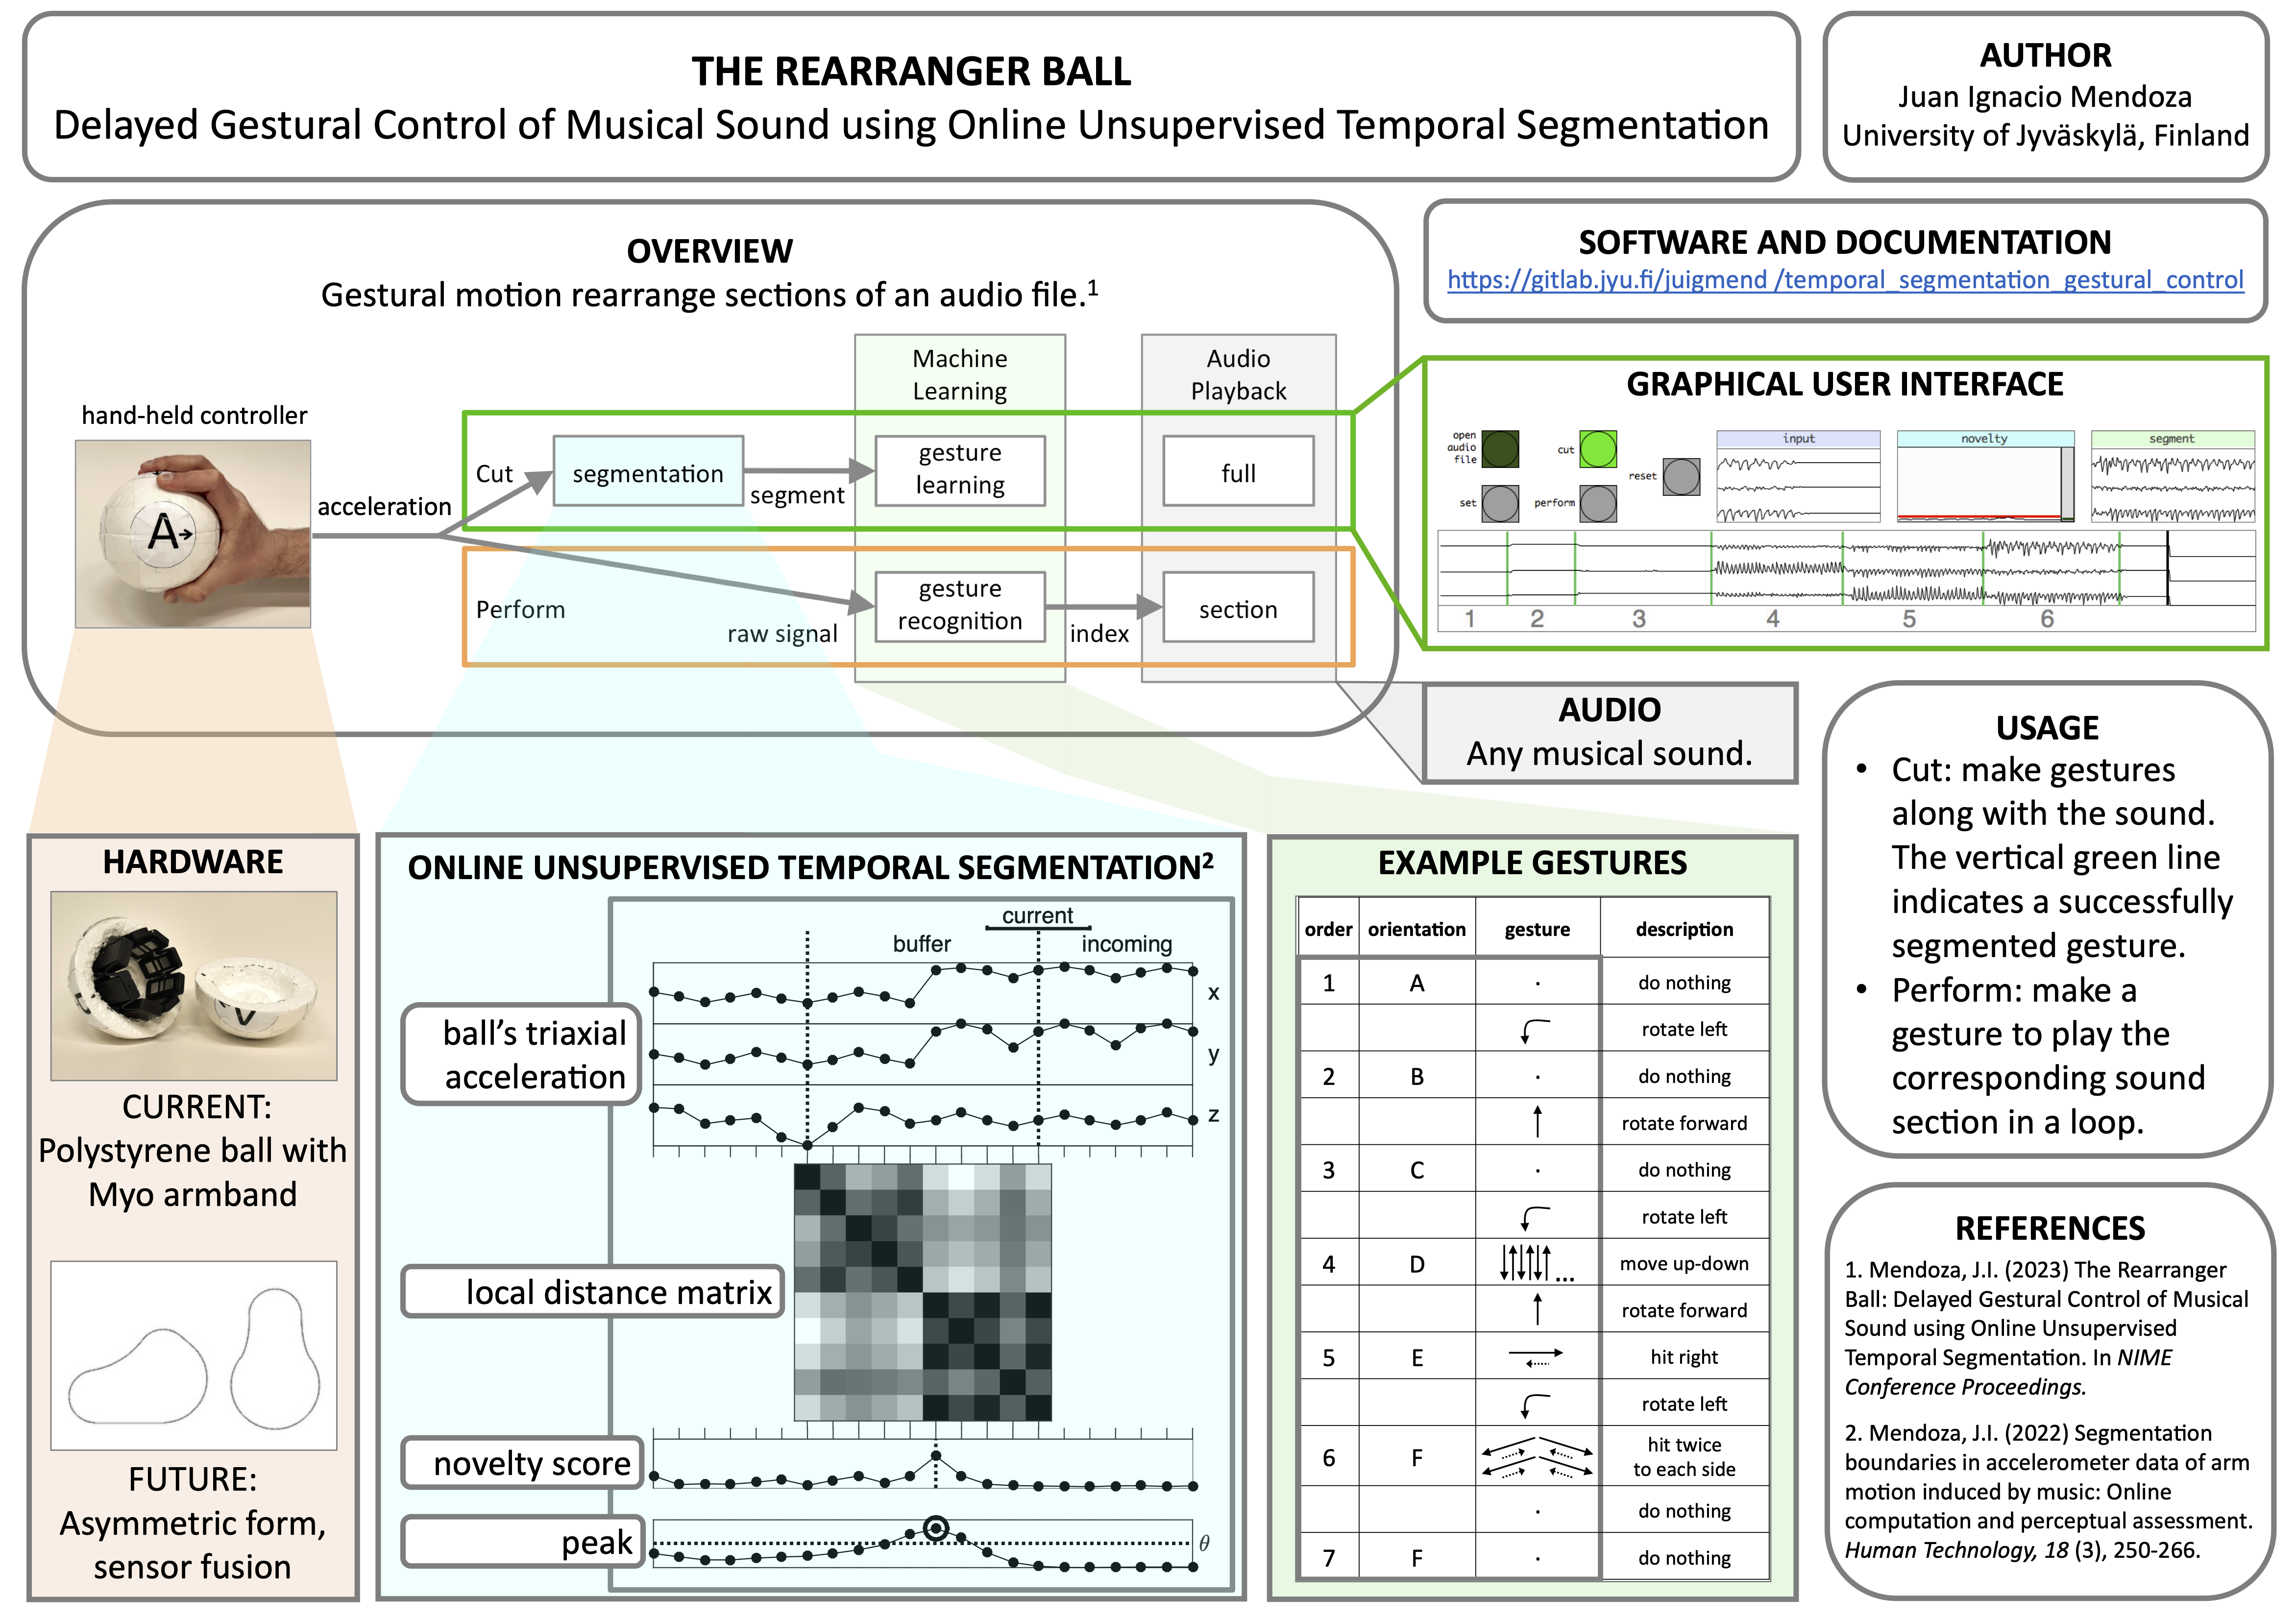 THE REARRANGER BALL
Delayed Gestural Control of Musical Sound using Online Unsupervised Temporal Segmentation
AUTHOR
Juan Ignacio Mendoza
University of Jyväskylä, Finland
OVERVIEW
Gestural motion rearrange sections of an audio file.¹
hand-held controller
A
acceleration
Machine
Learning
Audio
Playback
Cut
segmentation
segment
gesture
learning
full
Perform
raw signal
gesture
recognition
index
section
SOFTWARE AND DOCUMENTATION
https://gitlab.jyu.fi/juigmend /temporal_segmentation_gestural_control
GRAPHICAL USER INTERFACE
open
audio
file
cut
reset
set
perform
input
novelty
segment
1 2 3 4 5 6
AUDIO
Any musical sound.
USAGE
• Cut: make gestures
along with the sound.
The vertical green line
indicates a successfully
segmented gesture.
• Perform: make a
gesture to play the
corresponding sound
section in a loop.
HARDWARE
CURRENT:
Polystyrene ball with
Myo armband
FUTURE:
Asymmetric form,
sensor fusion
ONLINE UNSUPERVISED TEMPORAL SEGMENTATION²
current
buffer
incoming
x
ball's triaxial
acceleration
y
z
local distance matrix
novelty score
peak
θ
EXAMPLE GESTURES
order orientation gesture description
1 A · do nothing
rotate left
2 B · do nothing
rotate forward
3 C · do nothing
rotate left
4 D ... move up-down
rotate forward
5 E hit right
rotate left
6 F hit twice
to each side
· do nothing
7 F · do nothing
REFERENCES
1. Mendoza, J.I. (2023) The Rearranger
Ball: Delayed Gestural Control of Musical
Sound using Online Unsupervised
Temporal Segmentation. In NIME
Conference Proceedings.
2. Mendoza, J.I. (2022) Segmentation
boundaries in accelerometer data of arm
motion induced by music: Online
computation and perceptual assessment.
Human Technology, 18 (3), 250-266.